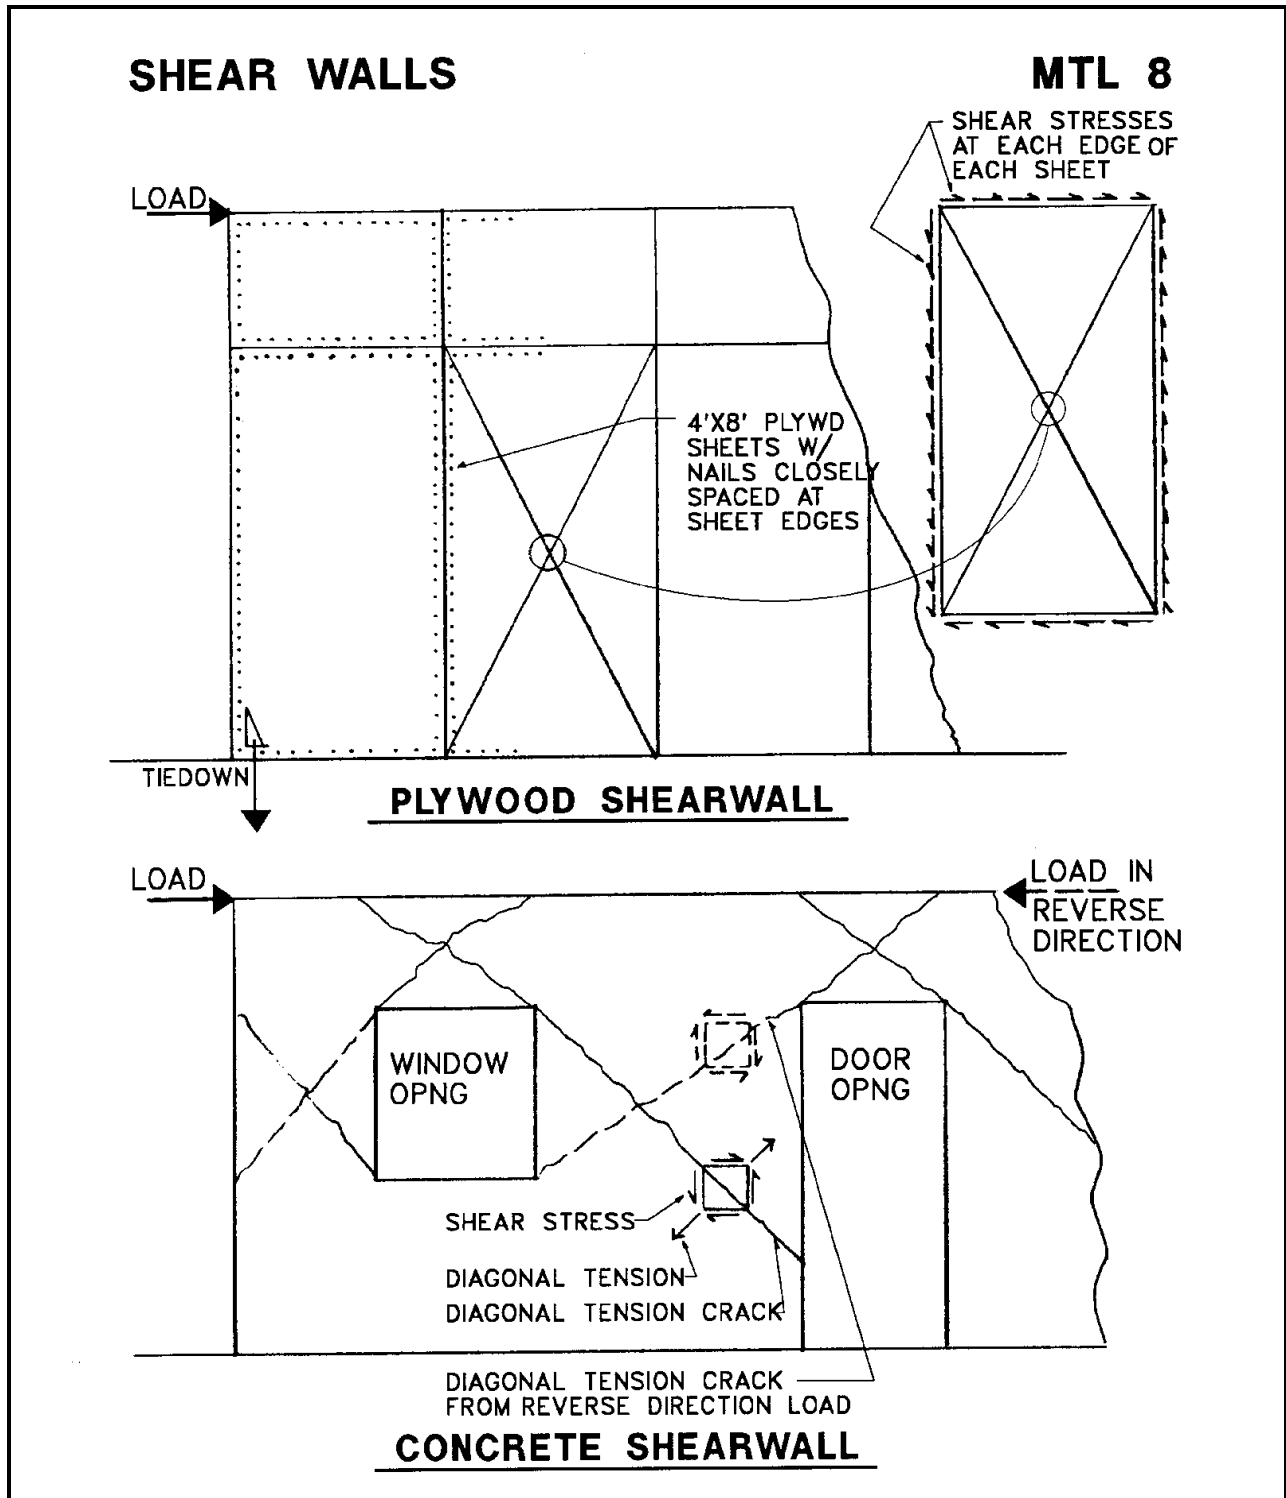 SHEAR WALLS
MTL 8
SHEAR STRESSES
AT EACH EDGE OF
EACH SHEET
LOAD
4'X8' PLYWD
SHEETS W/
NAILS CLOSELY
SPACED AT
SHEET EDGES
TIEDOWN
PLYWOOD SHEARWALL
LOAD
LOAD IN
REVERSE
DIRECTION
WINDOW
OPNG
DOOR
OPNG
SHEAR STRESS
DIAGONAL TENSION
DIAGONAL TENSION CRACK
DIAGONAL TENSION CRACK
FROM REVERSE DIRECTION LOAD
CONCRETE SHEARWALL